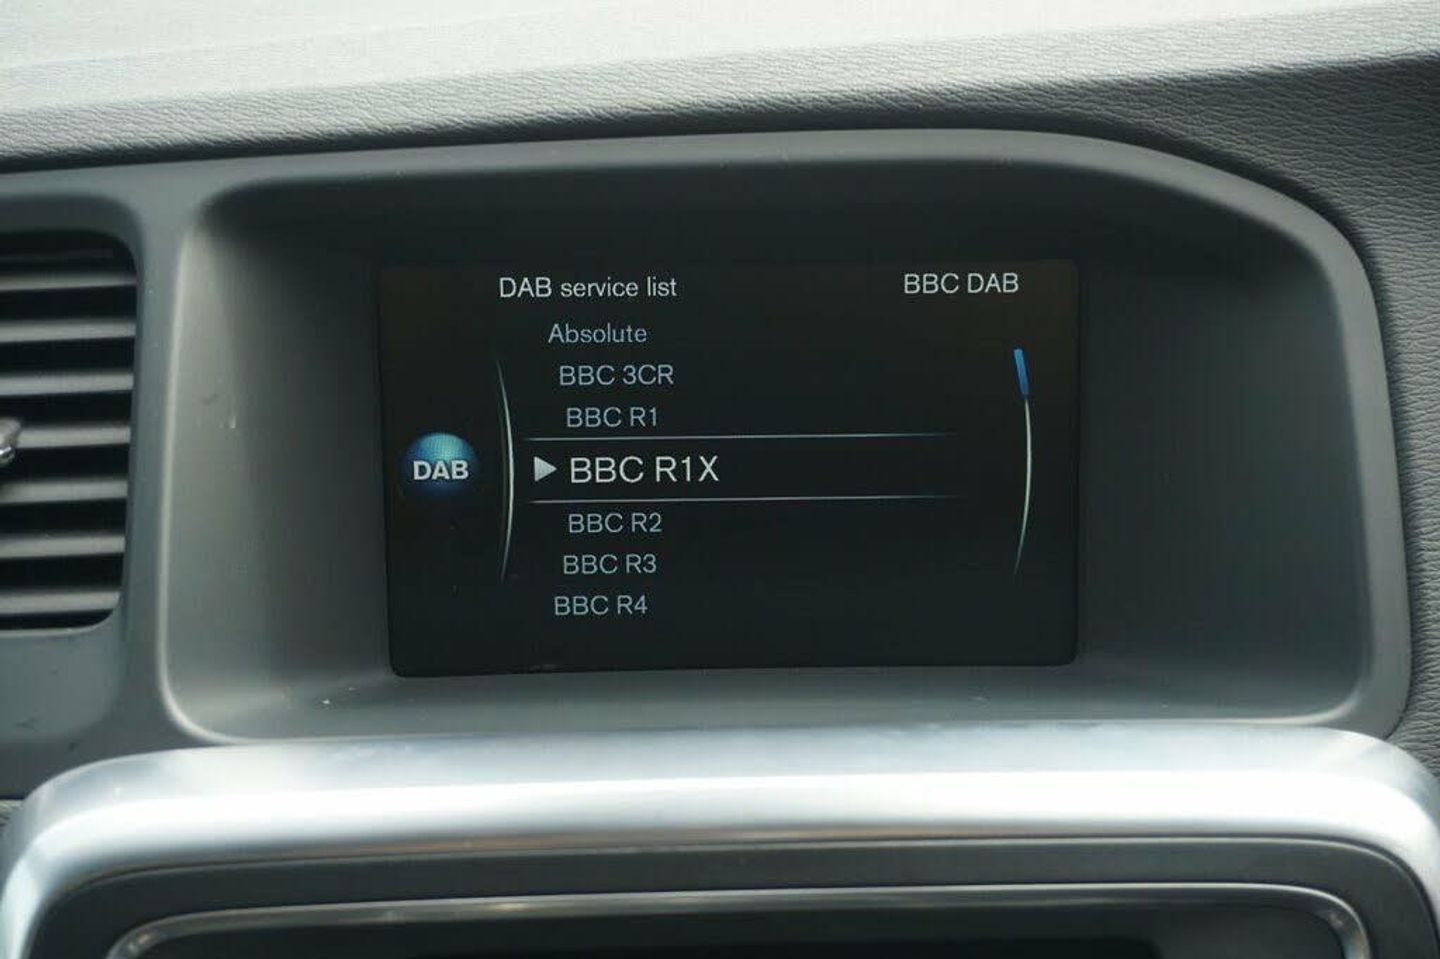 DAB service list
BBC DAB
Absolute
BBC 3CR
BBC R1
DAB
BBC R1X
BBC R2
BBC R3
BBC R4